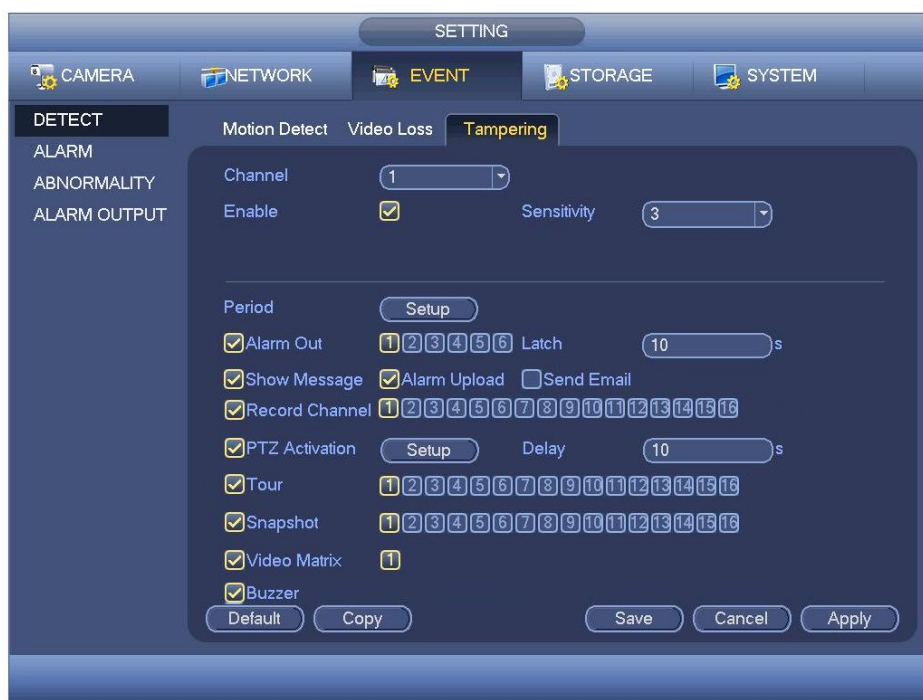 SETTING
CAMERA NETWORK EVENT STORAGE SYSTEM
DETECT
ALARM
ABNORMALITY
ALARM OUTPUT
Motion Detect Video Loss Tampering
Channel 1
Enable Sensitivity 3
Period Setup
Alarm Out 1 2 3 4 5 6 Latch 10 s
Show Message Alarm Upload Send Email
Record Channel 1 2 3 4 5 6 7 8 9 10 11 12 13 14 15 16
PTZ Activation Setup Delay 10 s
Tour 1 2 3 4 5 6 7 8 9 10 11 12 13 14 15 16
Snapshot 1 2 3 4 5 6 7 8 9 10 11 12 13 14 15 16
Video Matrix 1
Buzzer
Default Copy Save Cancel Apply